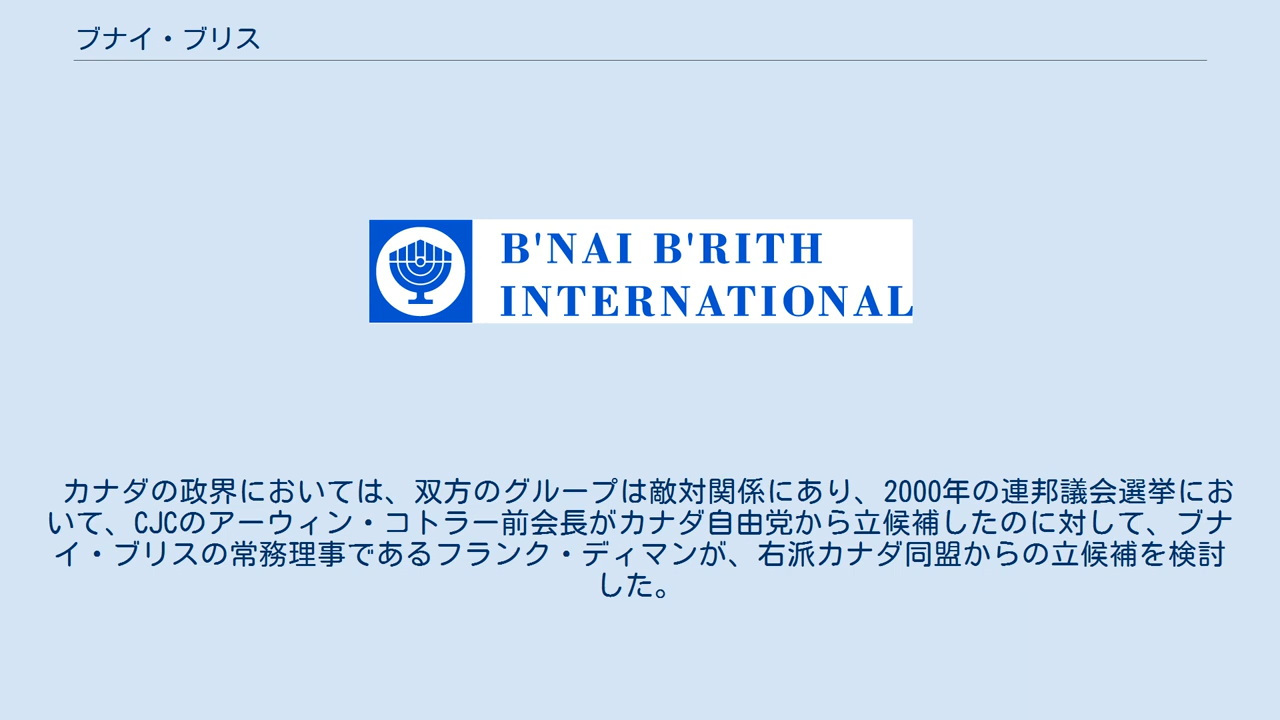 ブナイ・ブリス
B'NAI B'RITH
INTERNATIONAL
カナダの政界においては、双方のグループは敵対関係にあり、2000年の連邦議会選挙にお
いて、CJCのアーウィン・コトラー前会長がカナダ自由党から立候補したのに対して、ブナ
イ・ブリスの常務理事であるフランク・ディマンが、右派カナダ同盟からの立候補を検討
した。